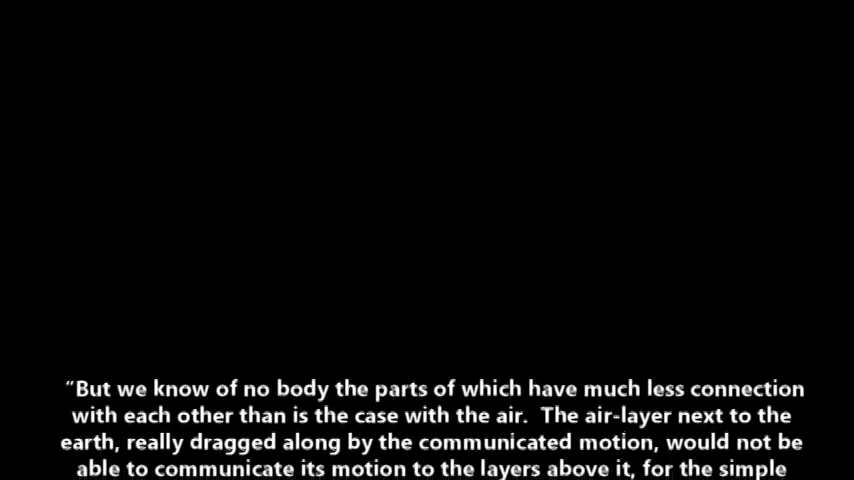 “But we know of no body the parts of which have much less connection
with each other than is the case with the air.  The air-layer next to the
earth, really dragged along by the communicated motion, would not be
able to communicate its motion to the layers above it, for the simple